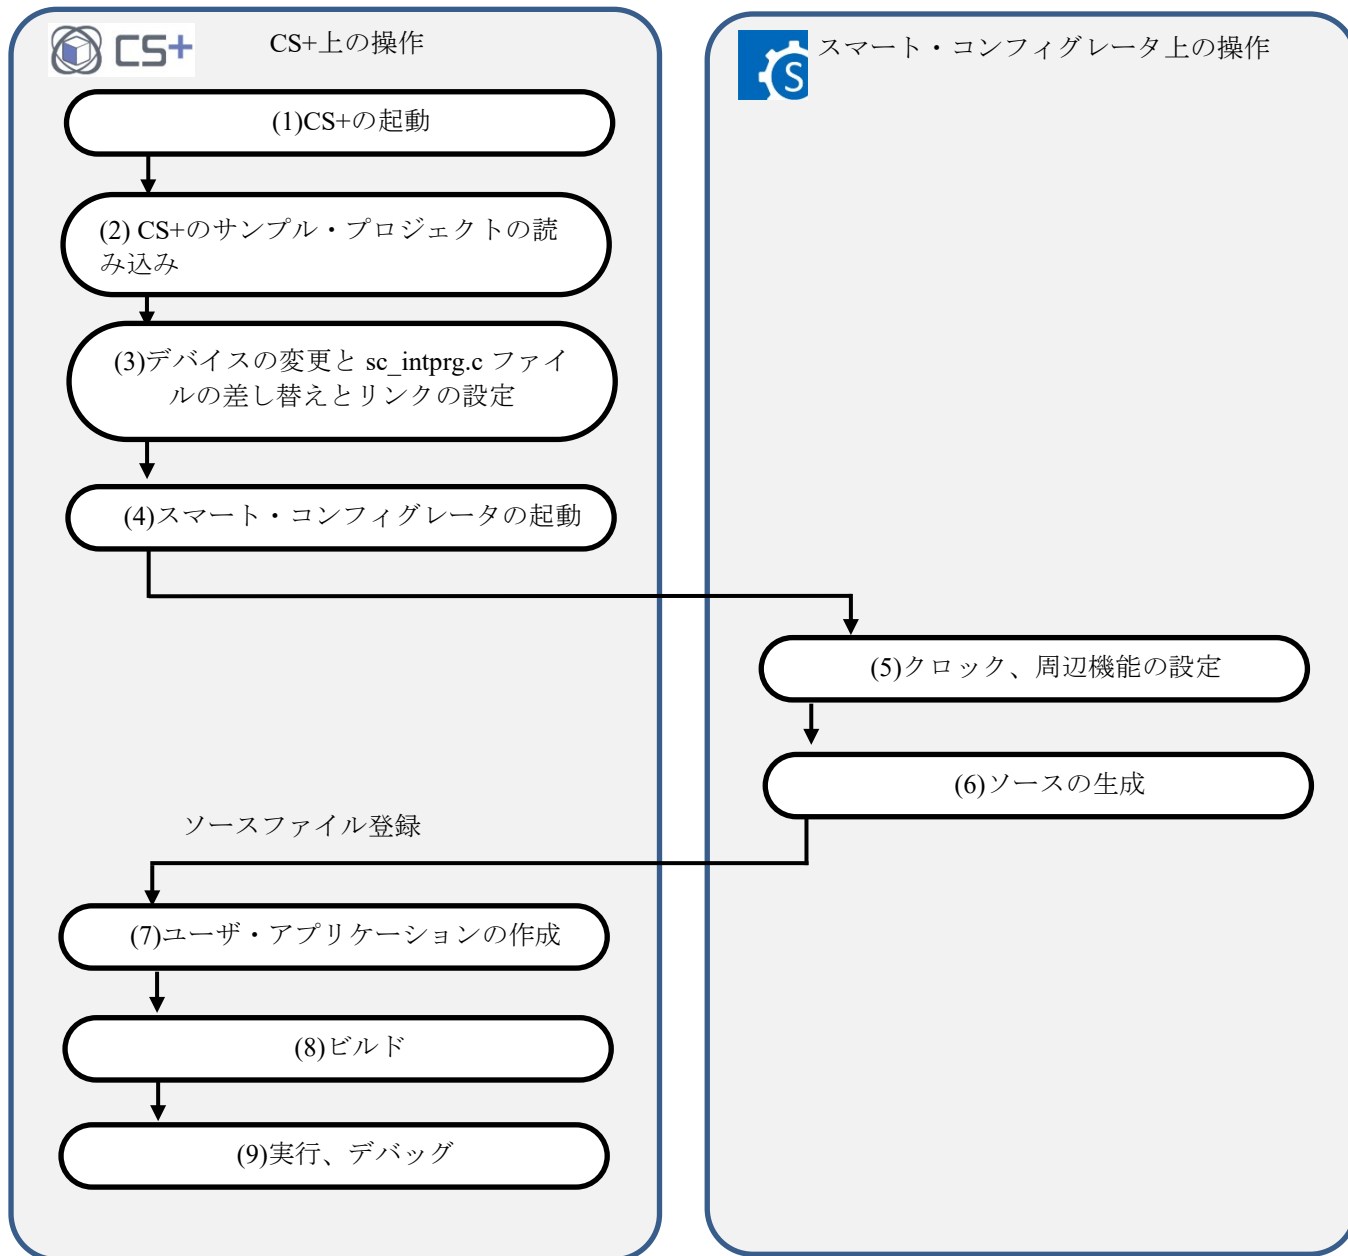 CS+
CS+上の操作
(1)CS+の起動
(2) CS+のサンプル・プロジェクトの読
み込み
(3)デバイスの変更と sc_intprg.c ファイ
ルの差し替えとリンクの設定
(4)スマート・コンフィグレータの起動
S
スマート・コンフィグレータ上の操作
(5)クロック、周辺機能の設定
(6)ソースの生成
ソースファイル登録
(7)ユーザ・アプリケーションの作成
(8)ビルド
(9)実行、デバッグ